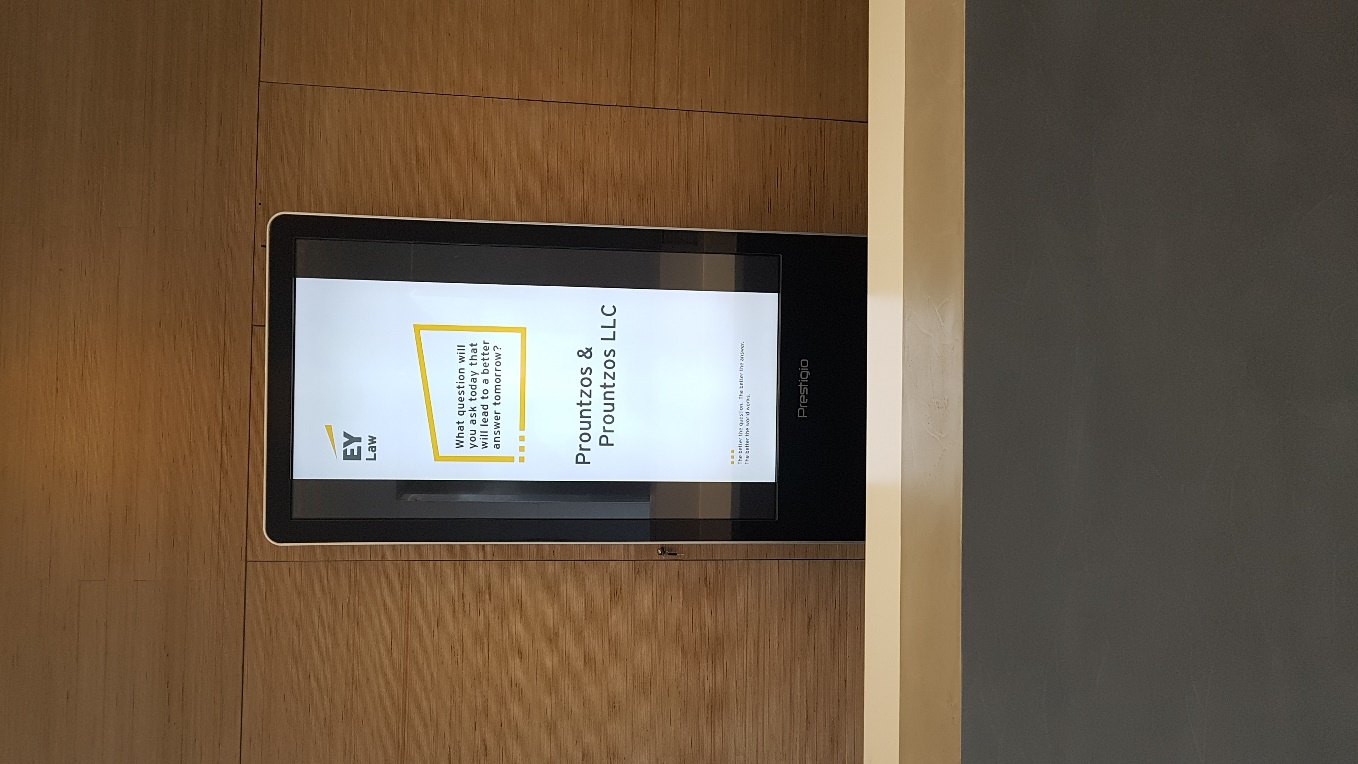 EY
Law
What question will
you ask today that
will lead to a better
answer tomorrow?
Prountzos &
Prountzos LLC
The better the question. The better the answer.
The better the world works.
Prestigio